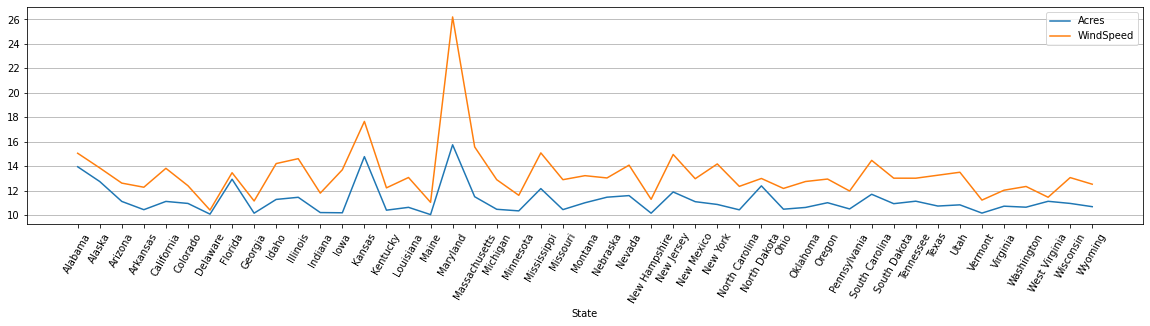 Acres
WindSpeed
26
24
22
20
18
16
14
12
10
Alabama
Alaska
Arizona
Arkansas
California
Colorado
Delaware
Florida
Georgia
Idaho
Illinois
Indiana
Iowa
Kansas
Kentucky
Louisiana
Maine
Maryland
Massachusetts
Michigan
Minnesota
Mississippi
Missouri
Montana
Nebraska
Nevada
New Hampshire
New Jersey
New Mexico
New York
North Carolina
North Dakota
Ohio
Oklahoma
Oregon
Pennsylvania
South Carolina
South Dakota
Tennessee
Texas
Utah
Vermont
Virginia
Washington
West Virginia
Wisconsin
Wyoming
State